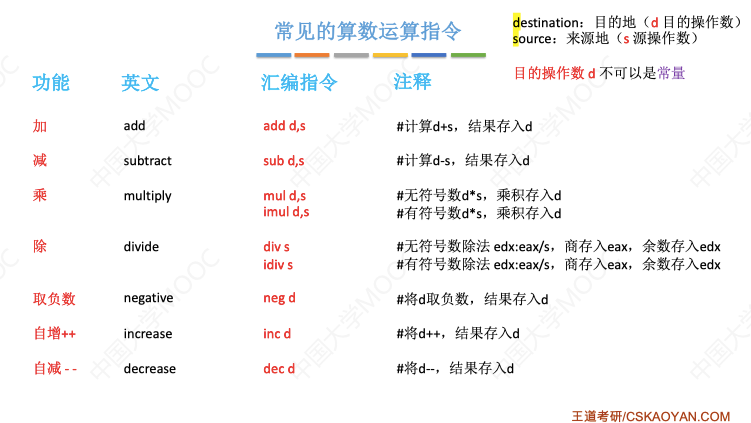 常见的算数运算指令
destination：目的地（d 目的操作数）
source：来源地（s 源操作数）
目的操作数 d 不可以是常量
功能 英文 汇编指令 注释
加 add add d,s #计算d+s，结果存入d
减 subtract sub d,s #计算d-s，结果存入d
乘 multiply mul d,s #无符号数d*s，乘积存入d
imul d,s #有符号数d*s，乘积存入d
除 divide div s #无符号数除法 edx:eax/s，商存入eax，余数存入edx
idiv s #有符号数除法 edx:eax/s，商存入eax，余数存入edx
取负数 negative neg d #将d取负数，结果存入d
自增++ increase inc d #将d++，结果存入d
自减 - - decrease dec d #将d--，结果存入d
王道考研/CSKAOYAN.COM
中国大学MOOC